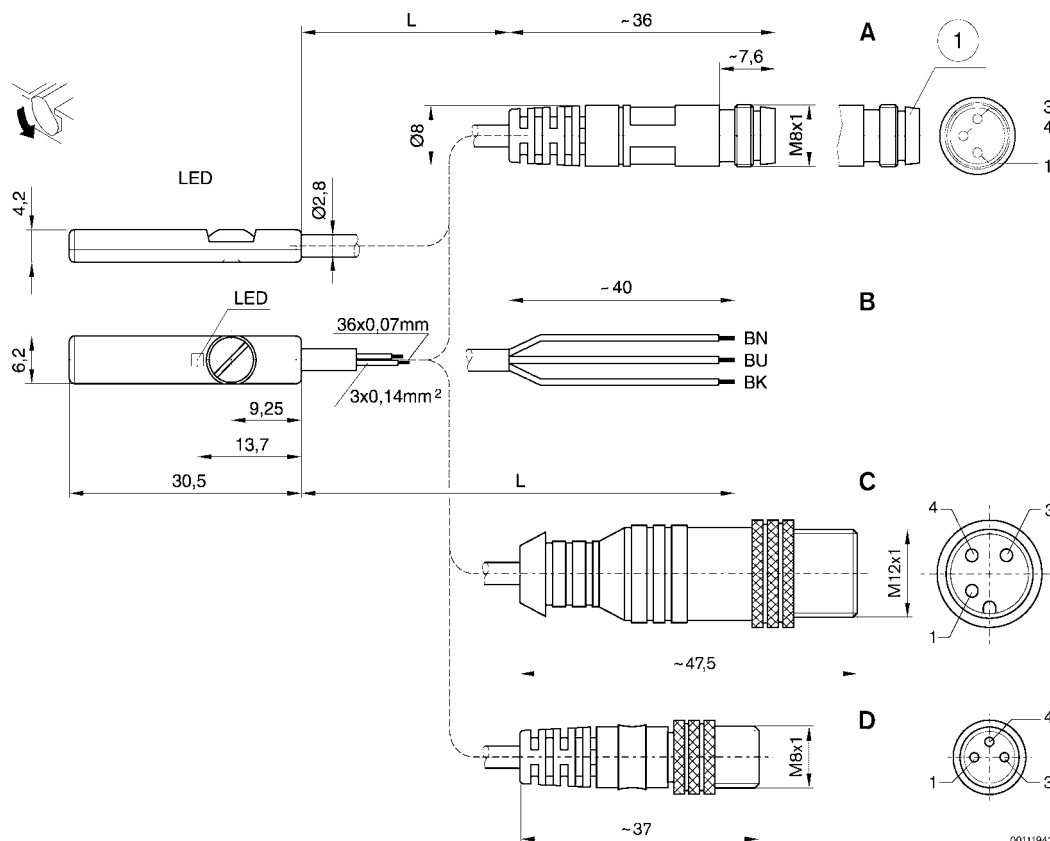 L
~36
A
1
~7,6
Ø8
M8x1
3
4
1
LED
4,2
Ø2,8
LED
36x0,07mm
3x0,14mm²
6,2
9,25
13,7
30,5
L
~40
B
BN
BU
BK
C
M12x1
4
3
1
~47,5
D
M8x1
4
1
3
~37